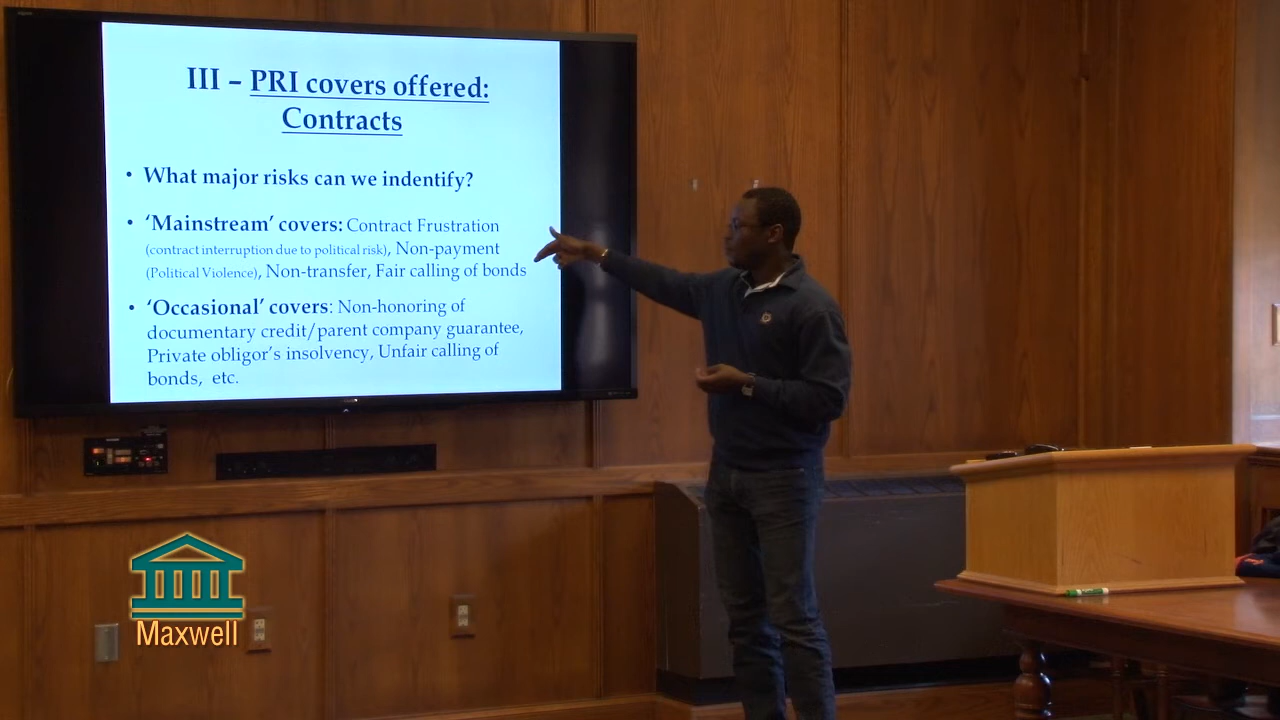 III – PRI covers offered:
Contracts
• What major risks can we indentify?
• ‘Mainstream’ covers: Contract Frustration
(contract interruption due to political risk), Non-payment
(Political Violence), Non-transfer, Fair calling of bonds
• ‘Occasional’ covers: Non-honoring of
documentary credit/parent company guarantee,
Private obligor’s insolvency, Unfair calling of
bonds, etc.
Maxwell